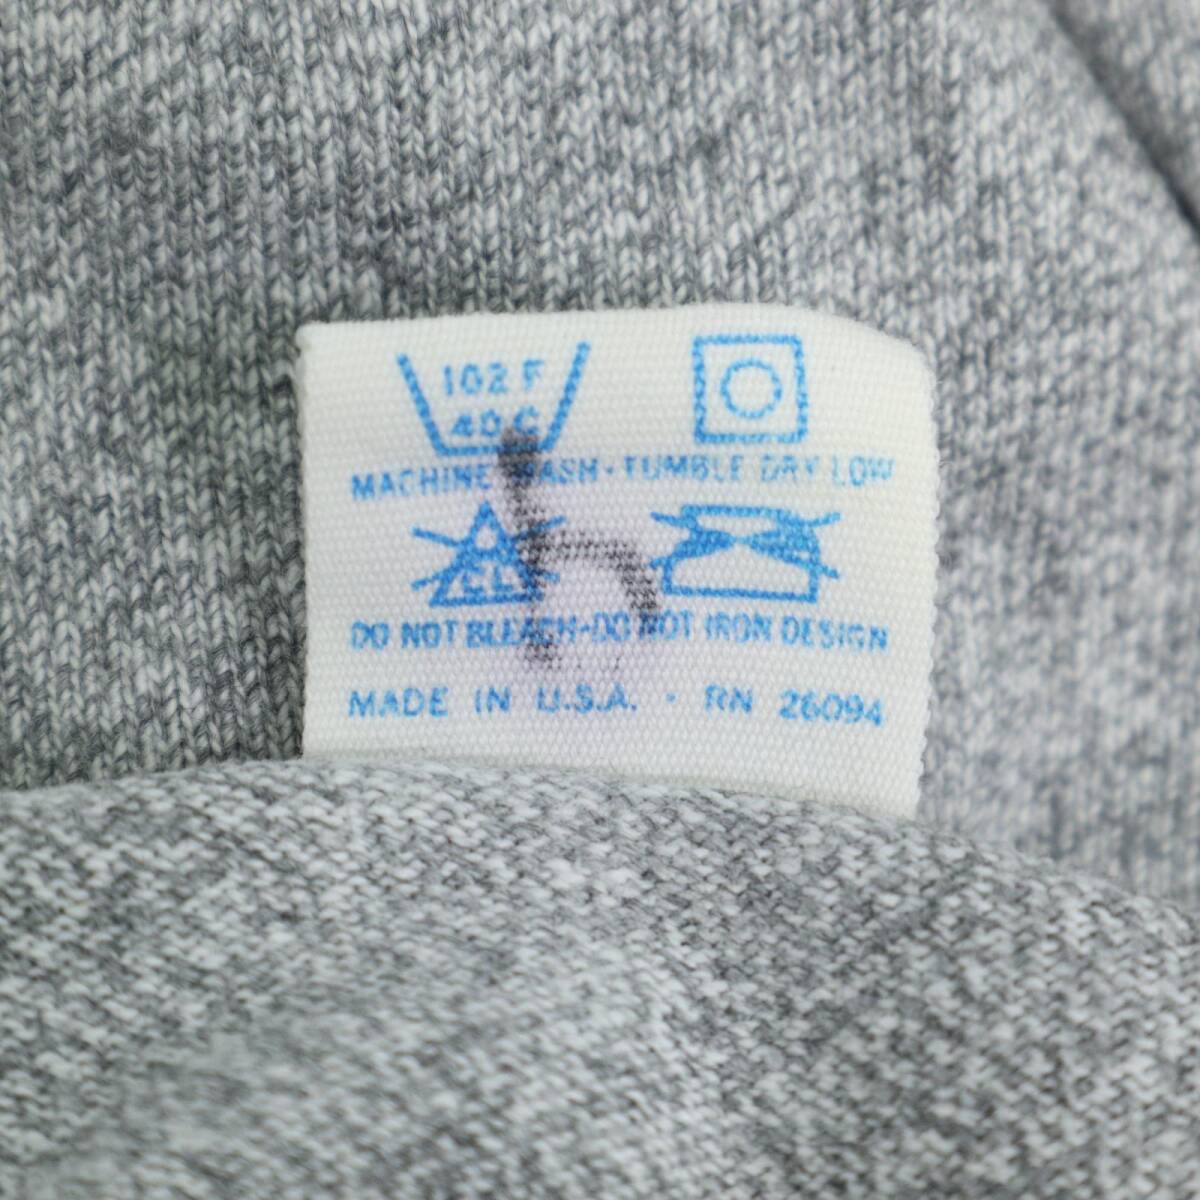 102 F
40 C
MACHINE WASH - TUMBLE DRY LOW
CL
DO NOT BLEACH-DO NOT IRON DESIGN
MADE IN U.S.A. - RN 26094